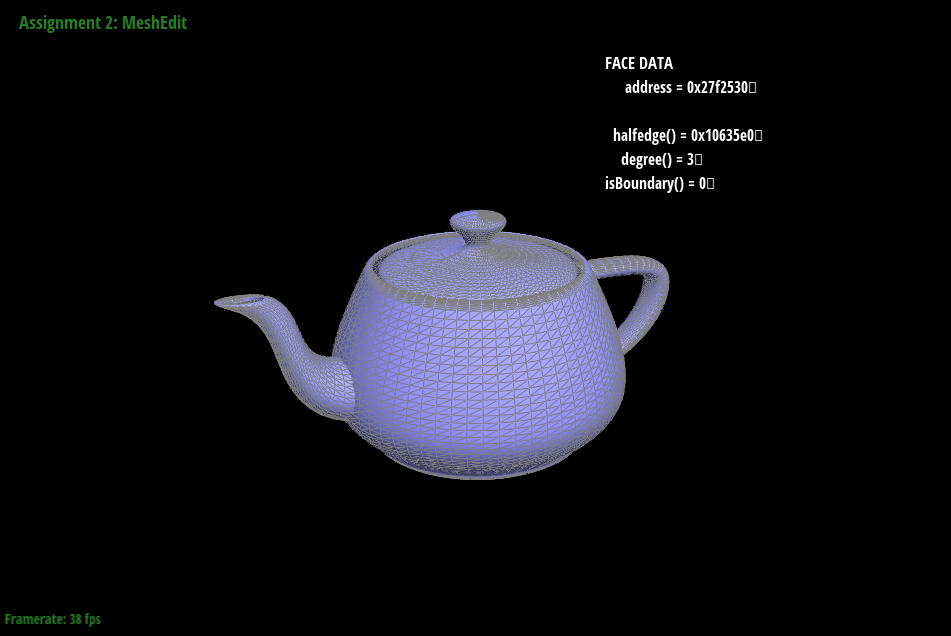 Assignment 2: MeshEdit
FACE DATA
address = 0x27f2530
halfedge() = 0x10635e0
degree() = 3
isBoundary() = 0
Framerate: 38 fps